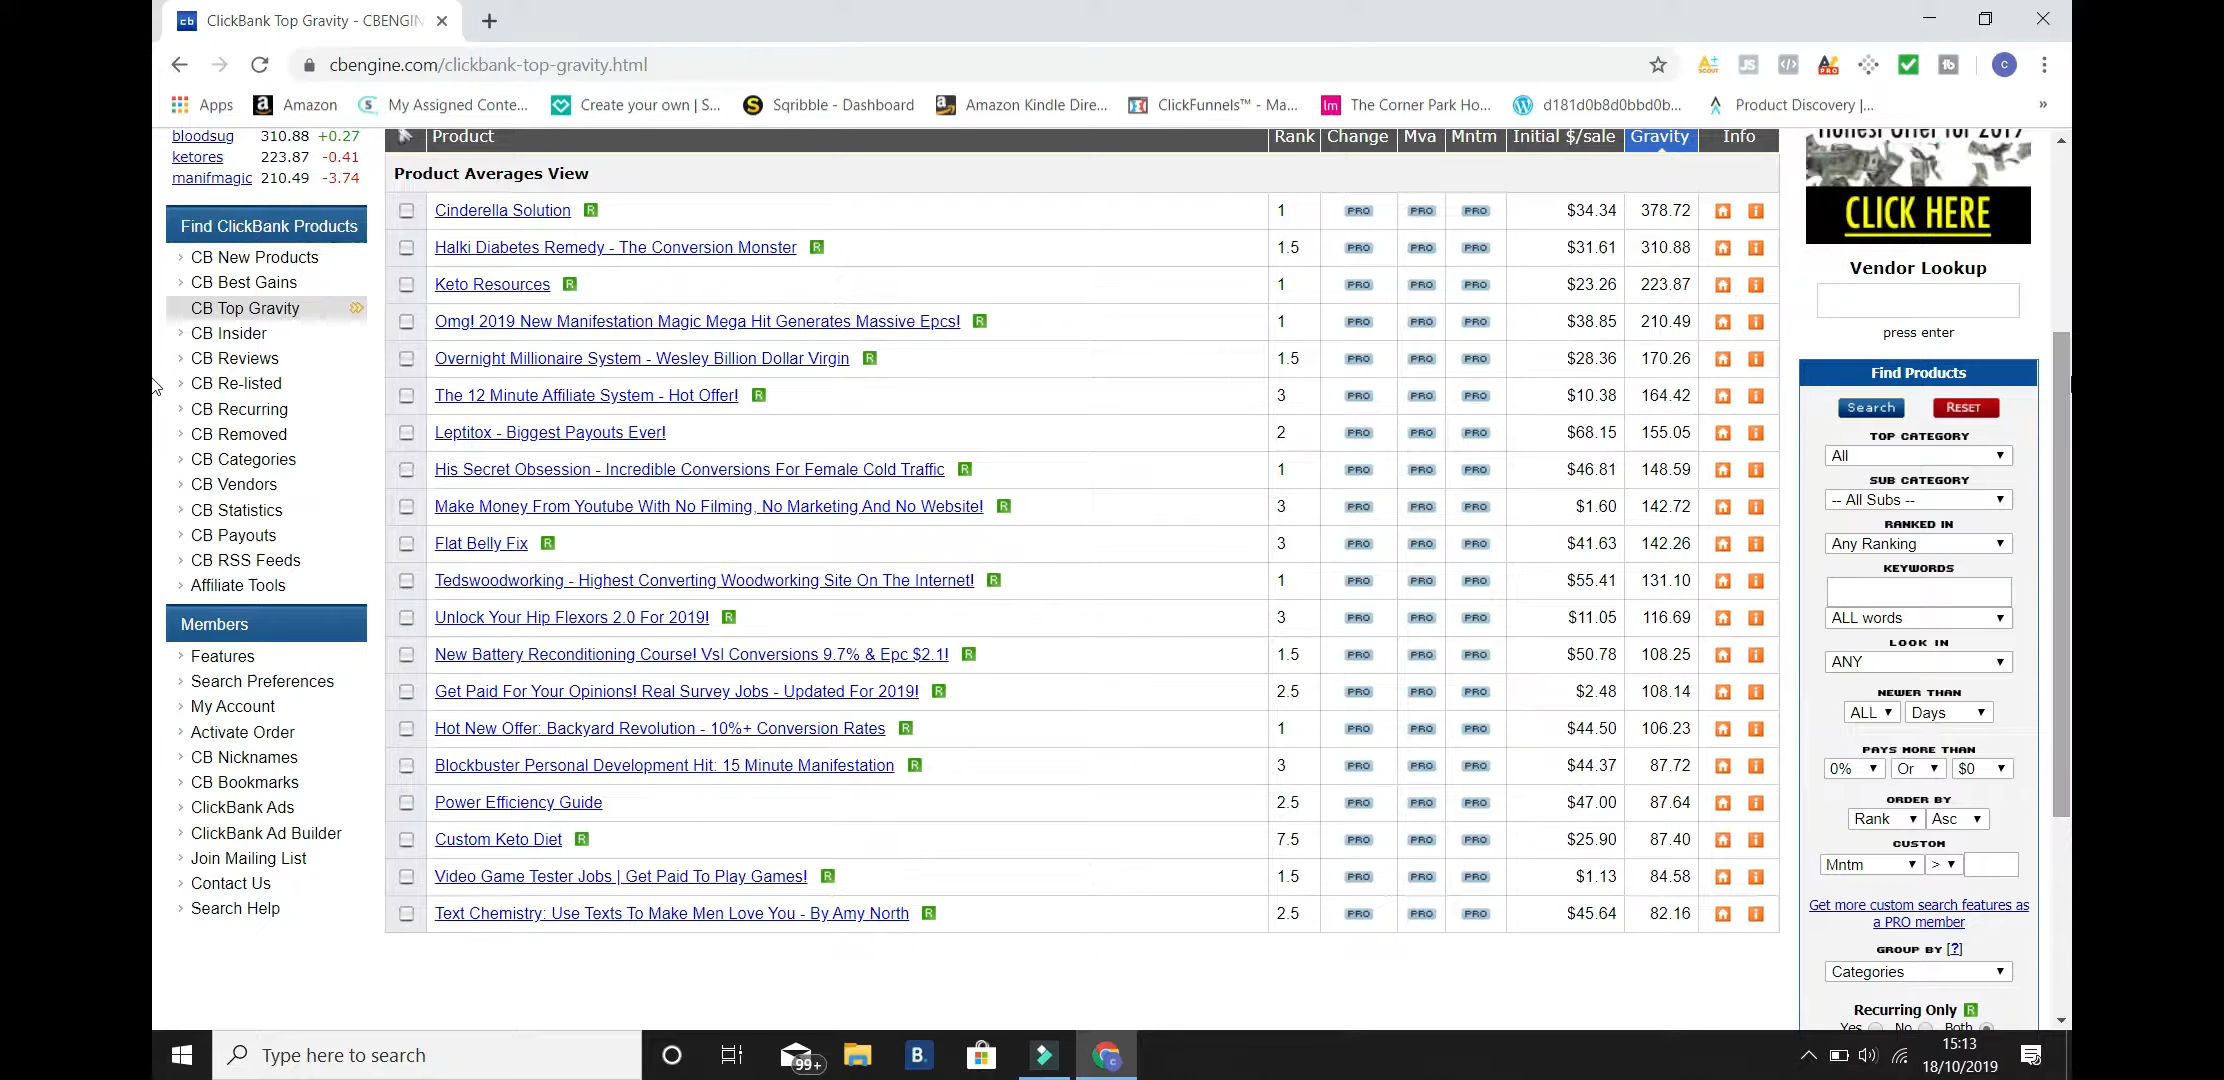 ClickBank Top Gravity - CBENGIN
cbengine.com/clickbank-top-gravity.html
Apps Amazon My Assigned Conte... Create your own | S... Sqribble - Dashboard Amazon Kindle Dire... ClickFunnels™ - Ma... The Corner Park Ho... d181d0b8d0bbd0b... Product Discovery |... »
bloodsug 310.88 +0.27
ketores 223.87 -0.41
manifmagic 210.49 -3.74
Find ClickBank Products
CB New Products
CB Best Gains
CB Top Gravity
CB Insider
CB Reviews
CB Re-listed
CB Recurring
CB Removed
CB Categories
CB Vendors
CB Statistics
CB Payouts
CB RSS Feeds
Affiliate Tools
Members
Features
Search Preferences
My Account
Activate Order
CB Nicknames
CB Bookmarks
ClickBank Ads
ClickBank Ad Builder
Join Mailing List
Contact Us
Search Help
Product Rank Change Mva Mntm Initial $/sale Gravity Info
Product Averages View
Cinderella Solution R 1 PRO PRO PRO $34.34 378.72
Halki Diabetes Remedy - The Conversion Monster R 1.5 PRO PRO PRO $31.61 310.88
Keto Resources R 1 PRO PRO PRO $23.26 223.87
Omg! 2019 New Manifestation Magic Mega Hit Generates Massive Epcs! R 1 PRO PRO PRO $38.85 210.49
Overnight Millionaire System - Wesley Billion Dollar Virgin R 1.5 PRO PRO PRO $28.36 170.26
The 12 Minute Affiliate System - Hot Offer! R 3 PRO PRO PRO $10.38 164.42
Leptitox - Biggest Payouts Ever! 2 PRO PRO PRO $68.15 155.05
His Secret Obsession - Incredible Conversions For Female Cold Traffic R 1 PRO PRO PRO $46.81 148.59
Make Money From Youtube With No Filming, No Marketing And No Website! R 3 PRO PRO PRO $1.60 142.72
Flat Belly Fix R 3 PRO PRO PRO $41.63 142.26
Tedswoodworking - Highest Converting Woodworking Site On The Internet! R 1 PRO PRO PRO $55.41 131.10
Unlock Your Hip Flexors 2.0 For 2019! R 3 PRO PRO PRO $11.05 116.69
New Battery Reconditioning Course! Vsl Conversions 9.7% & Epc $2.1! R 1.5 PRO PRO PRO $50.78 108.25
Get Paid For Your Opinions! Real Survey Jobs - Updated For 2019! R 2.5 PRO PRO PRO $2.48 108.14
Hot New Offer: Backyard Revolution - 10%+ Conversion Rates R 1 PRO PRO PRO $44.50 106.23
Blockbuster Personal Development Hit: 15 Minute Manifestation R 3 PRO PRO PRO $44.37 87.72
Power Efficiency Guide 2.5 PRO PRO PRO $47.00 87.64
Custom Keto Diet R 7.5 PRO PRO PRO $25.90 87.40
Video Game Tester Jobs | Get Paid To Play Games! R 1.5 PRO PRO PRO $1.13 84.58
Text Chemistry: Use Texts To Make Men Love You - By Amy North R 2.5 PRO PRO PRO $45.64 82.16
Honest Offer for 2017
CLICK HERE
Vendor Lookup
press enter
Find Products
Search RESET
TOP CATEGORY
All
SUB CATEGORY
-- All Subs --
RANKED IN
Any Ranking
KEYWORDS
ALL words
LOOK IN
ANY
NEWER THAN
ALL Days
PAYS MORE THAN
0% Or $0
ORDER BY
Rank Asc
CUSTOM
Mntm >
Get more custom search features as
a PRO member
GROUP BY [?]
Categories
Recurring Only R
Yes No Both
Type here to search
99+
B.
15:13
18/10/2019